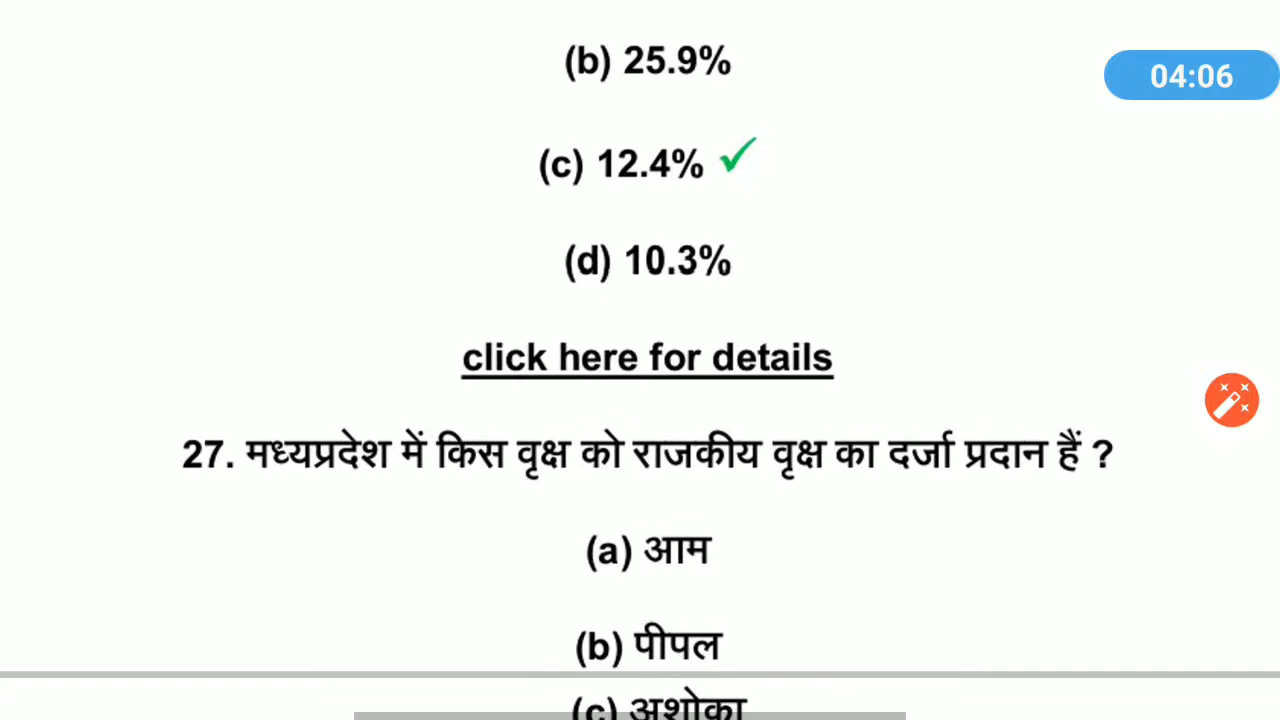 (b) 25.9%
04:06
(c) 12.4% ✓
(d) 10.3%
click here for details
27. मध्यप्रदेश में किस वृक्ष को राजकीय वृक्ष का दर्जा प्रदान हैं ?
(a) आम
(b) पीपल
(c) अशोका